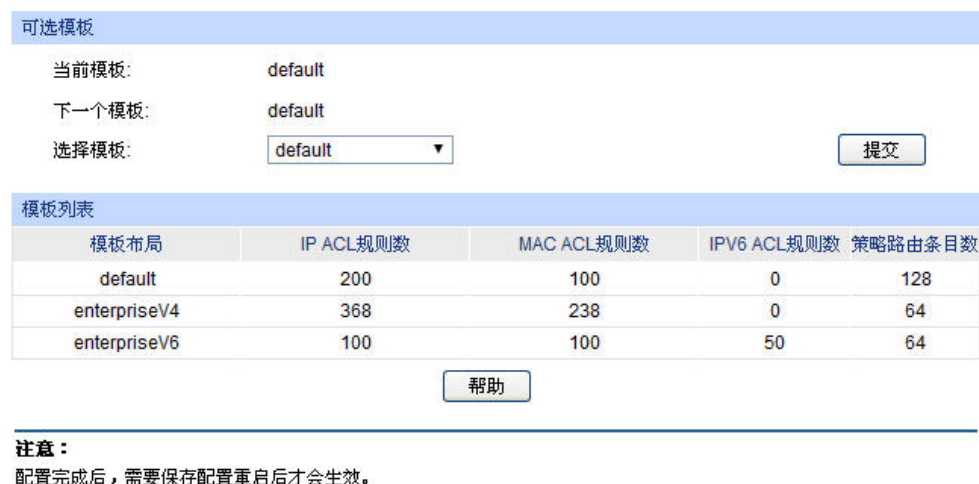 可选模板
当前模板: default
下一个模板: default
选择模板: default 提交
模板列表
模板布局 IP ACL规则数 MAC ACL规则数 IPV6 ACL规则数 策略路由条目数
default 200 100 0 128
enterpriseV4 368 238 0 64
enterpriseV6 100 100 50 64
帮助
注意：
配置完成后，需要保存配置重启后才会生效。